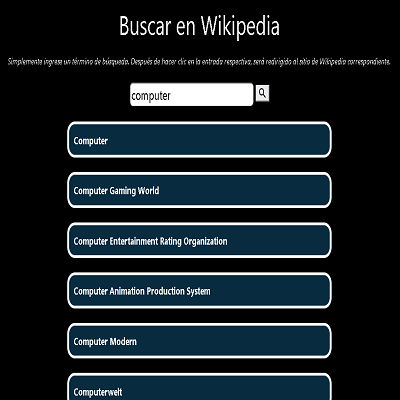 Buscar en Wikipedia
Simplemente ingrese un término de búsqueda. Después de hacer clic en la entrada respectiva, será redirigido al sitio de Wikipedia correspondiente.
computer
Computer
Computer Gaming World
Computer Entertainment Rating Organization
Computer Animation Production System
Computer Modern
Computerwelt